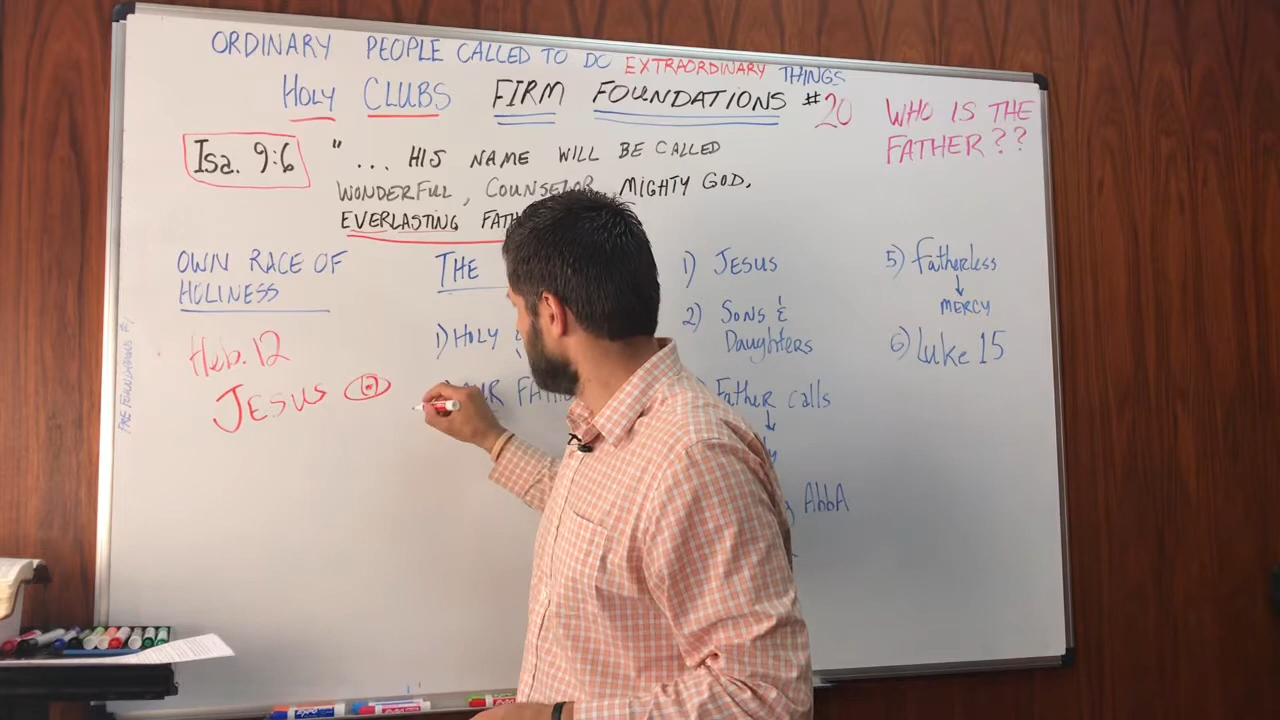 ORDINARY PEOPLE CALLED TO DO EXTRAORDINARY THINGS
HOLY CLUBS FIRM FOUNDATIONS #20
WHO IS THE
FATHER??
Isa. 9:6
"... HIS NAME WILL BE CALLED
WONDERFUL, COUNSELOR, MIGHTY GOD,
EVERLASTING FATH
OWN RACE OF
HOLINESS
Heb. 12
JESUS
THE
1) HOLY
FATH
1) JESUS
2) SONS &
Daughters
Father calls
AbbA
5) Fatherless
↓
MERCY
6) Luke 15